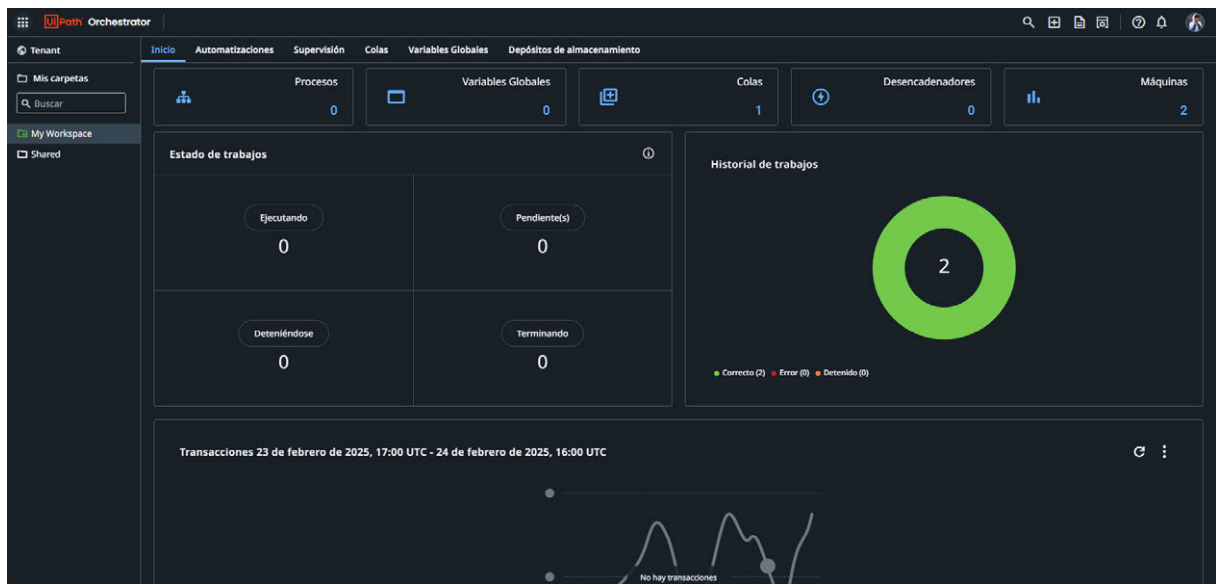 UiPath Orchestrator
Tenant
Inicio Automatizaciones Supervisión Colas Variables Globales Depósitos de almacenamiento
Mis carpetas
Buscar
My Workspace
Shared
Procesos
0
Variables Globales
0
Colas
1
Desencadenadores
0
Máquinas
2
Estado de trabajos
Ejecutando
0
Pendiente(s)
0
Deteniéndose
0
Terminando
0
Historial de trabajos
2
Correcto (2) Error (0) Detenido (0)
Transacciones 23 de febrero de 2025, 17:00 UTC - 24 de febrero de 2025, 16:00 UTC
No hay transacciones